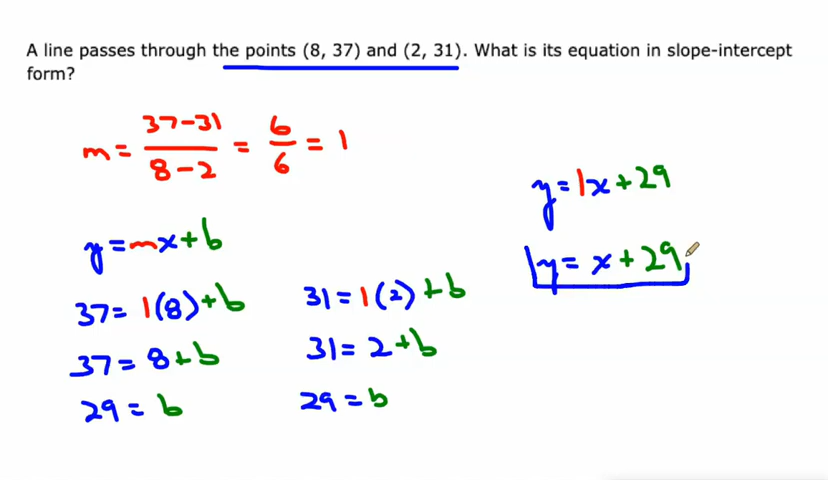 A line passes through the points (8, 37) and (2, 31). What is its equation in slope-intercept
form?
m = 37-31 / 8-2 = 6/6 = 1
y = mx + b
37 = 1(8) + b
37 = 8 + b
29 = b
31 = 1(2) + b
31 = 2 + b
29 = b
y = 1x + 29
y = x + 29